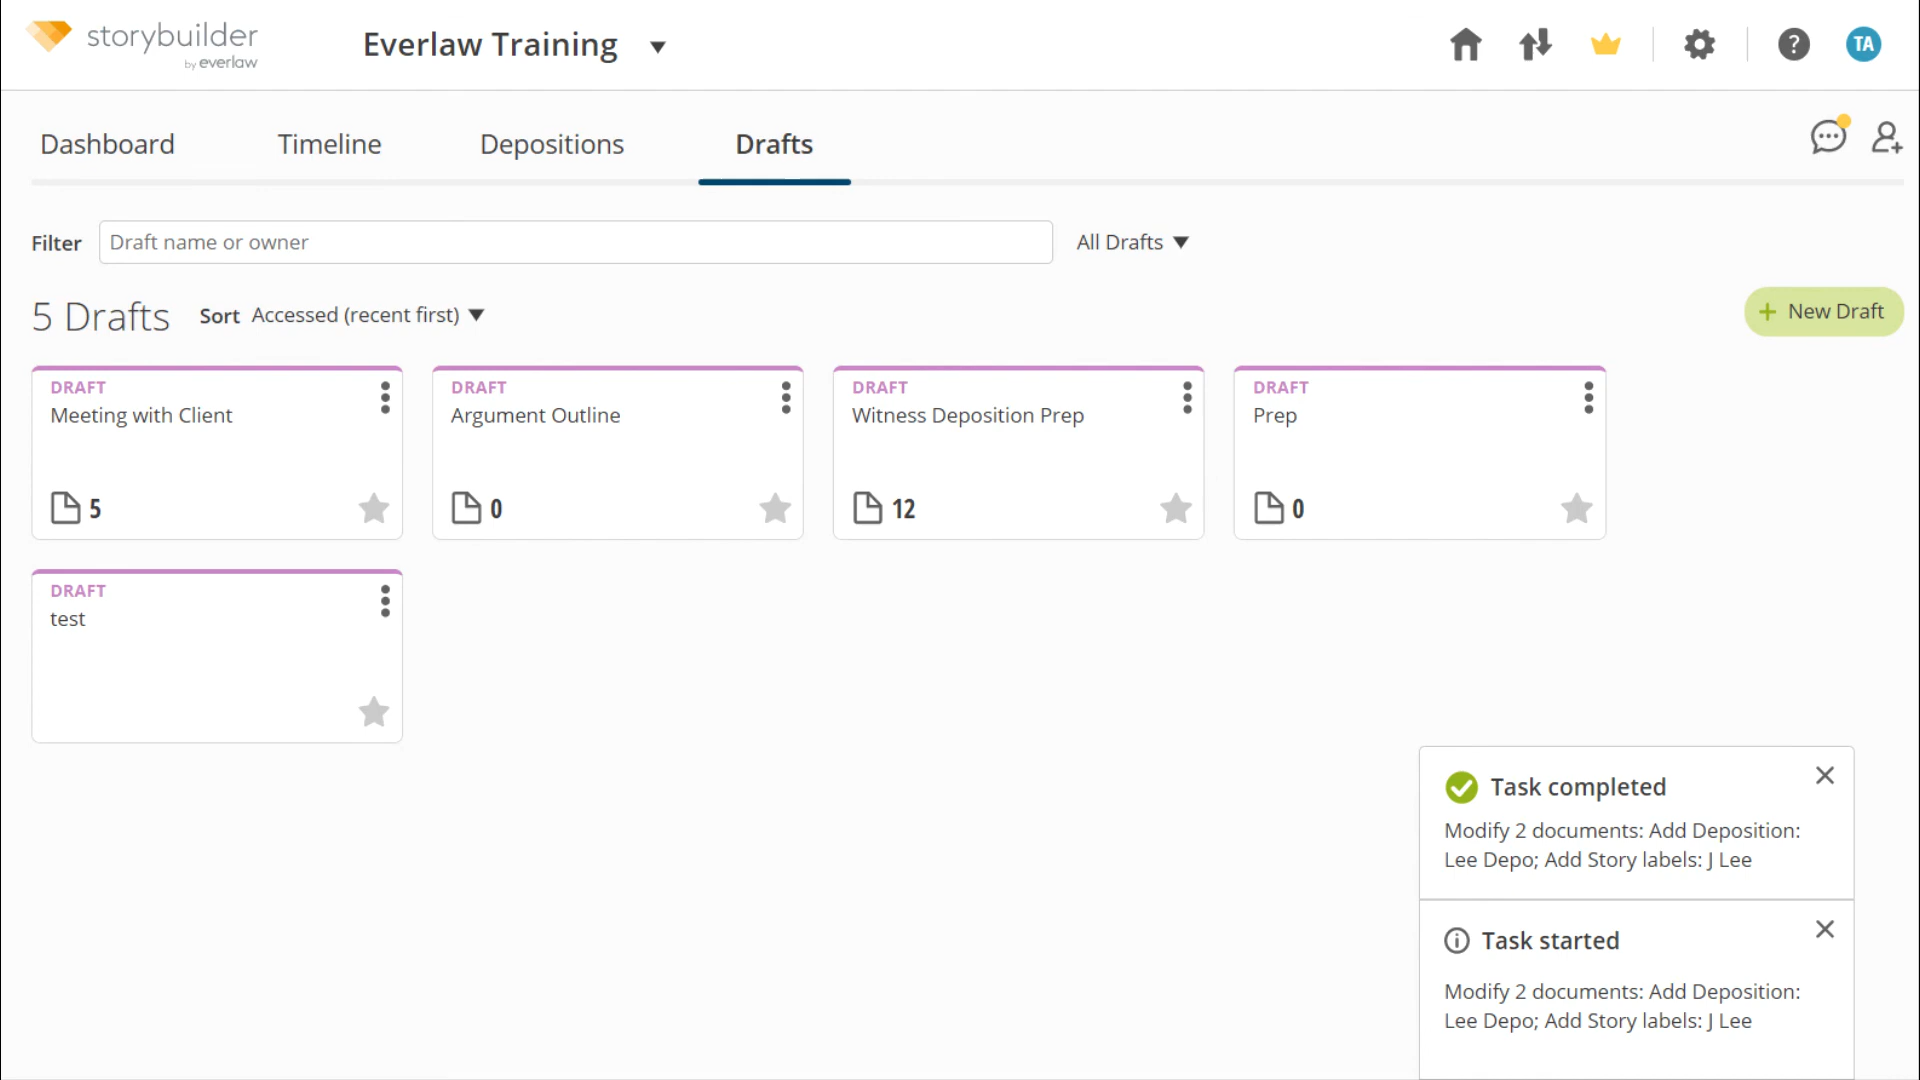 storybuilder
by everlaw
Everlaw Training
?
TA
Dashboard
Timeline
Depositions
Drafts
Filter
Draft name or owner
All Drafts
5 Drafts
Sort
Accessed (recent first)
+ New Draft
DRAFT
Meeting with Client
5
DRAFT
Argument Outline
0
DRAFT
Witness Deposition Prep
12
DRAFT
Prep
0
DRAFT
test
Task completed
Modify 2 documents: Add Deposition:
Lee Depo; Add Story labels: J Lee
Task started
Modify 2 documents: Add Deposition:
Lee Depo; Add Story labels: J Lee